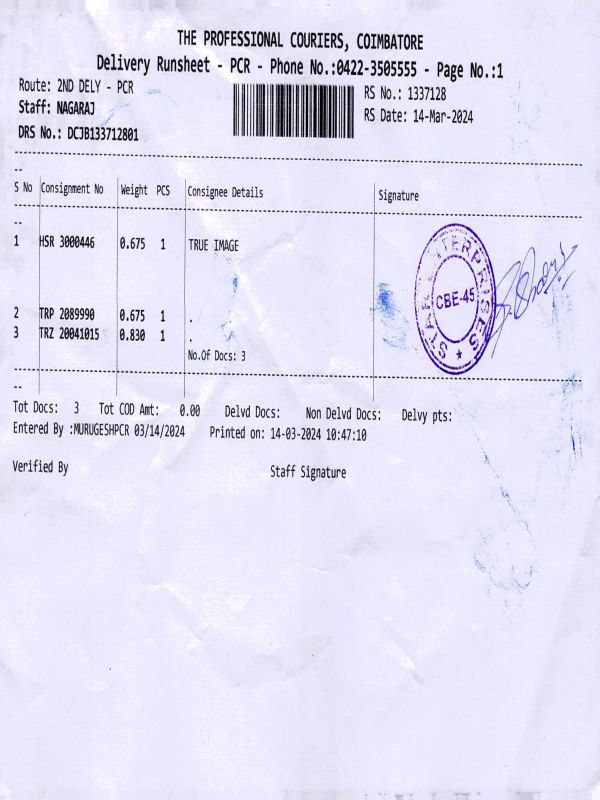 THE PROFESSIONAL COURIERS, COIMBATORE
Delivery Runsheet - PCR - Phone No.:0422-3505555 - Page No.:1
Route: 2ND DELY - PCR
RS No.: 1337128
Staff: NAGARAJ
RS Date: 14-Mar-2024
DRS No.: DCJB133712801
S No Consignment No Weight PCS Consignee Details Signature
1 HSR 3000446 0.675 1 TRUE IMAGE
2 TRP 2089990 0.675 1 .
3 TRZ 20041015 0.830 1 .
No.Of Docs: 3
STAR ENTERPRISES
CBE-45
Tot Docs: 3 Tot COD Amt: 0.00 Delvd Docs: Non Delvd Docs: Delvy pts:
Entered By :MURUGESHPCR 03/14/2024 Printed on: 14-03-2024 10:47:10
Verified By Staff Signature